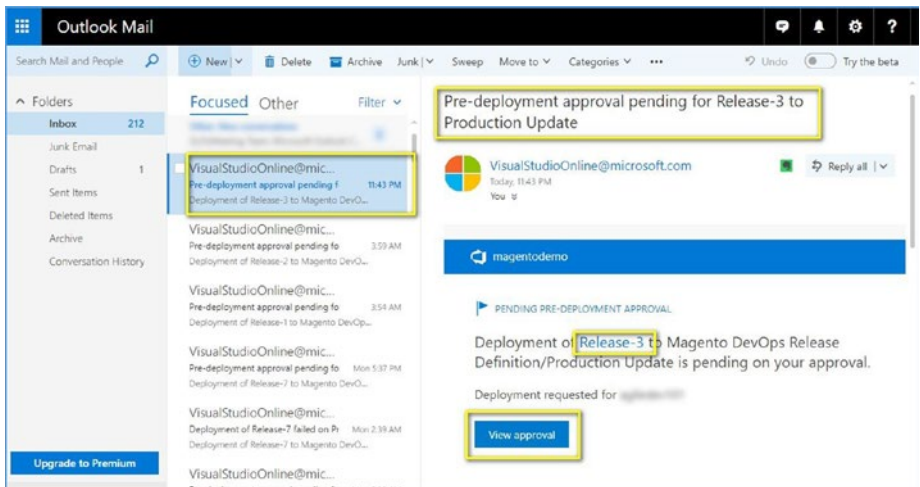 Outlook Mail
?
Search Mail and People
New
Delete
Archive
Junk
Sweep
Move to
Categories
...
Undo
Try the beta
Folders
Inbox 212
Junk Email
Drafts 1
Sent Items
Deleted Items
Archive
Conversation History
Upgrade to Premium
Focused Other Filter
VisualStudioOnline@mic...
Pre-deployment approval pending f 11:43 PM
Deployment of Release-3 to Magento DevO...
VisualStudioOnline@mic...
Pre-deployment approval pending fo 3:59 AM
Deployment of Release-2 to Magento DevO...
VisualStudioOnline@mic...
Pre-deployment approval pending fo 3:54 AM
Deployment of Release-1 to Magento DevOp...
VisualStudioOnline@mic...
Pre-deployment approval pending fo Mon 5:37 PM
Deployment of Release-7 to Magento DevO...
VisualStudioOnline@mic...
Deployment of Release-7 failed on Pr Mon 2:39 AM
Deployment of Release-7 to Magento DevO...
VisualStudioOnline@mic...
Pre-deployment approval pending for Release-3 to
Production Update
VisualStudioOnline@microsoft.com
Today, 11:43 PM
You
Reply all
magentodemo
PENDING PRE-DEPLOYMENT APPROVAL
Deployment of Release-3 to Magento DevOps Release
Definition/Production Update is pending on your approval.
Deployment requested for
View approval